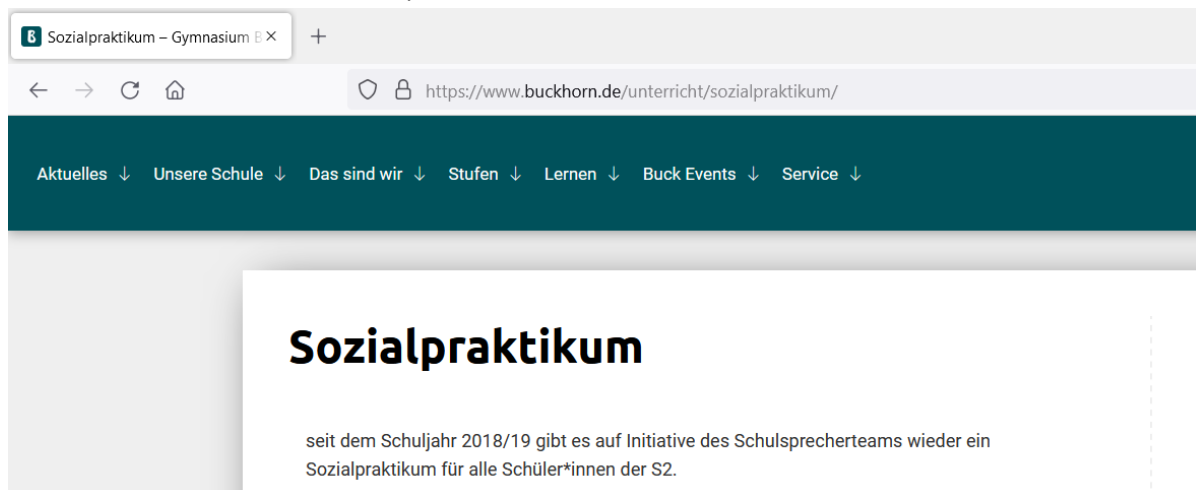 Sozialpraktikum – Gymnasium B
https://www.buckhorn.de/unterricht/sozialpraktikum/
Aktuelles ↓ Unsere Schule ↓ Das sind wir ↓ Stufen ↓ Lernen ↓ Buck Events ↓ Service ↓
Sozialpraktikum
seit dem Schuljahr 2018/19 gibt es auf Initiative des Schulsprecherteams wieder ein
Sozialpraktikum für alle Schüler*innen der S2.